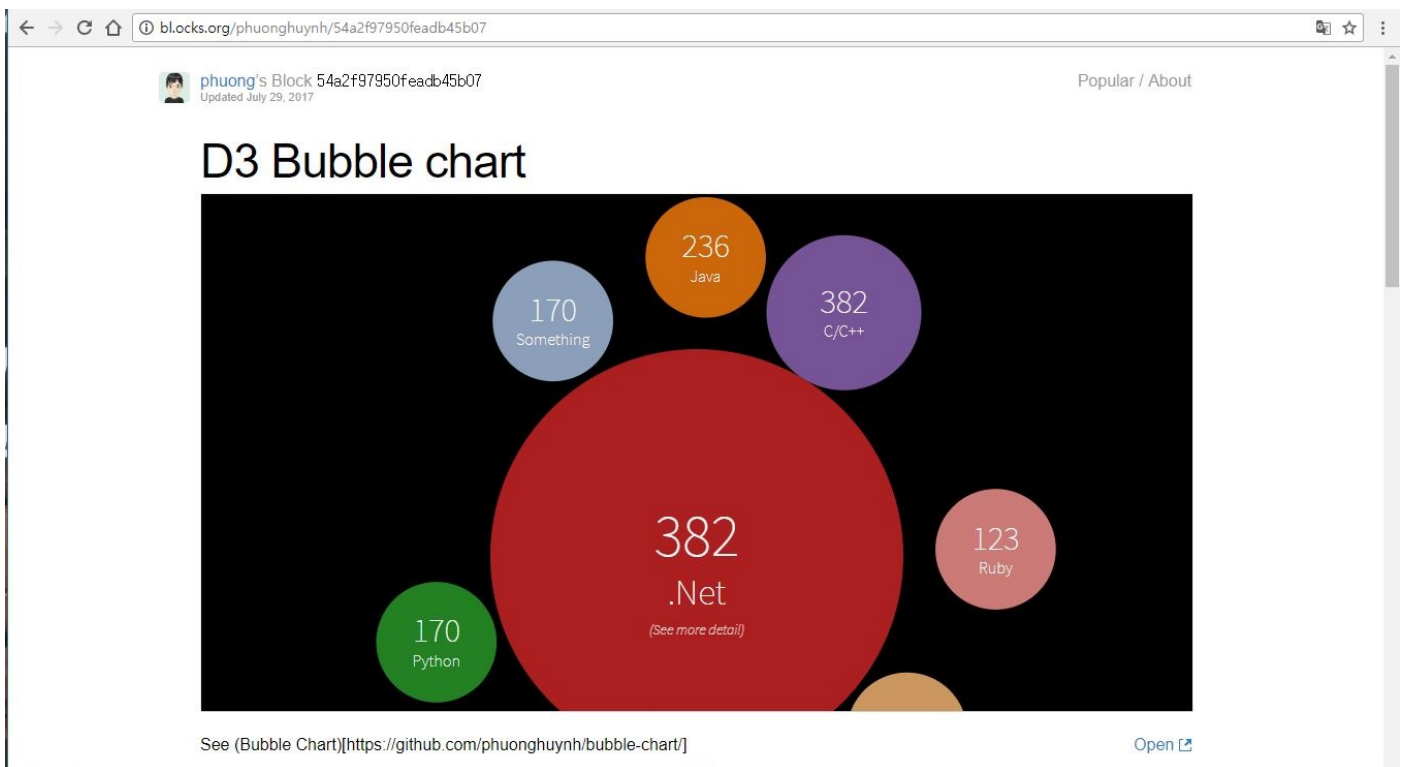 bl.ocks.org/phuonghuynh/54a2f97950feadb45b07
phuong's Block 54a2f97950feadb45b07
Popular / About
Updated July 29, 2017
D3 Bubble chart
236
Java
170
Something
382
C/C++
382
.Net
(See more detail)
123
Ruby
170
Python
See (Bubble Chart)[https://github.com/phuonghuynh/bubble-chart/]
Open